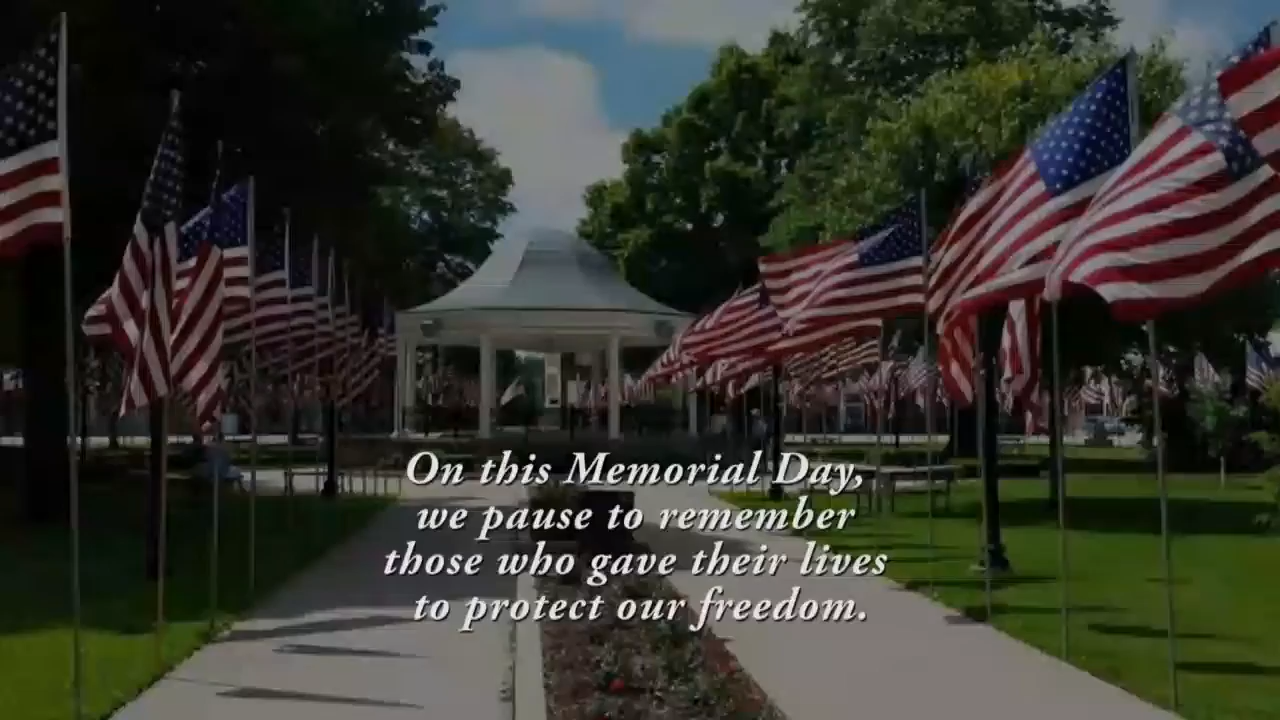 On this Memorial Day,
we pause to remember
those who gave their lives
to protect our freedom.